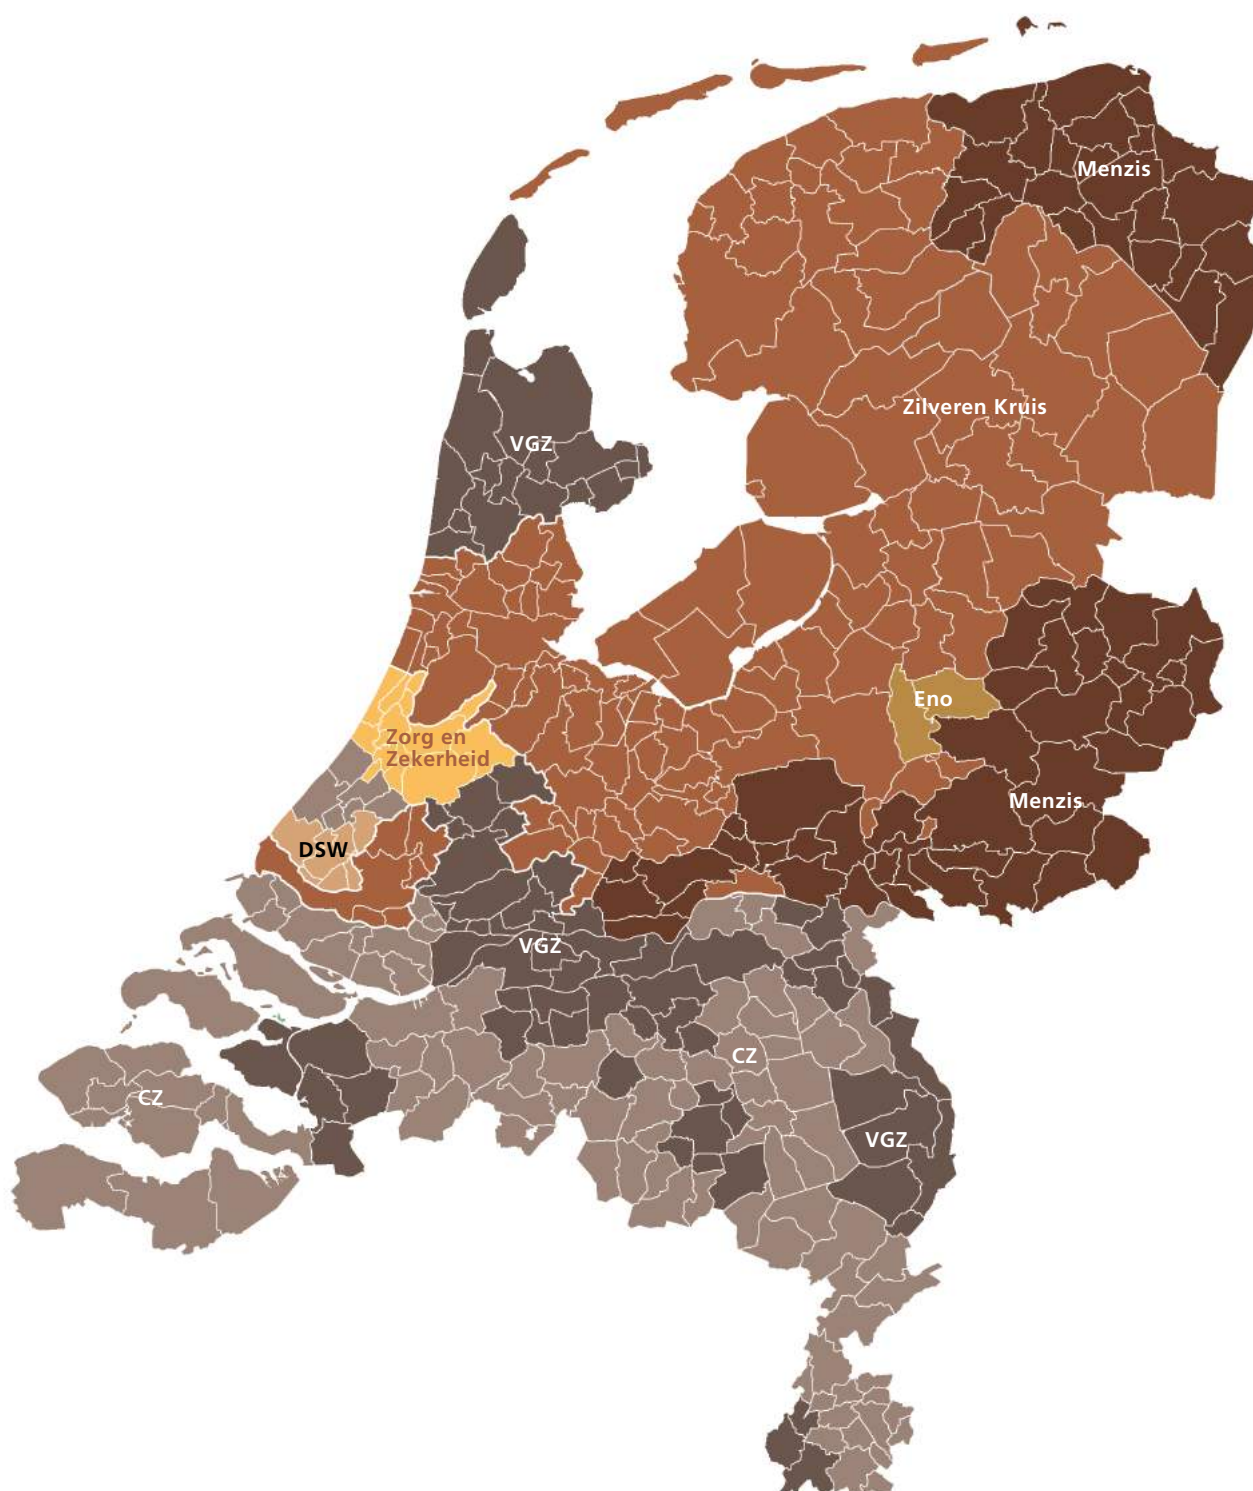 Menzis
Zilveren Kruis
VGZ
Eno
Zorg en
Zekerheid
Menzis
DSW
VGZ
CZ
CZ
VGZ